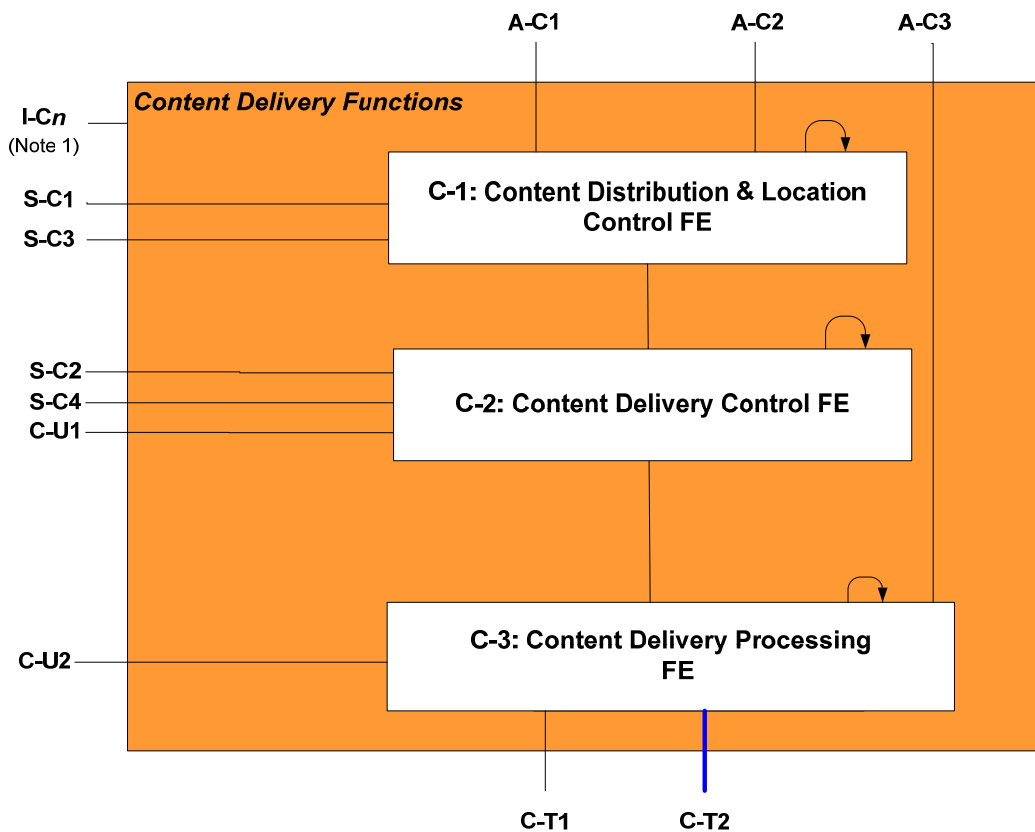 A-C1
A-C2
A-C3
Content Delivery Functions
I-Cn
(Note 1)
C-1: Content Distribution & Location
Control FE
S-C1
S-C3
S-C2
S-C4
C-U1
C-2: Content Delivery Control FE
C-3: Content Delivery Processing
FE
C-U2
C-T1
C-T2